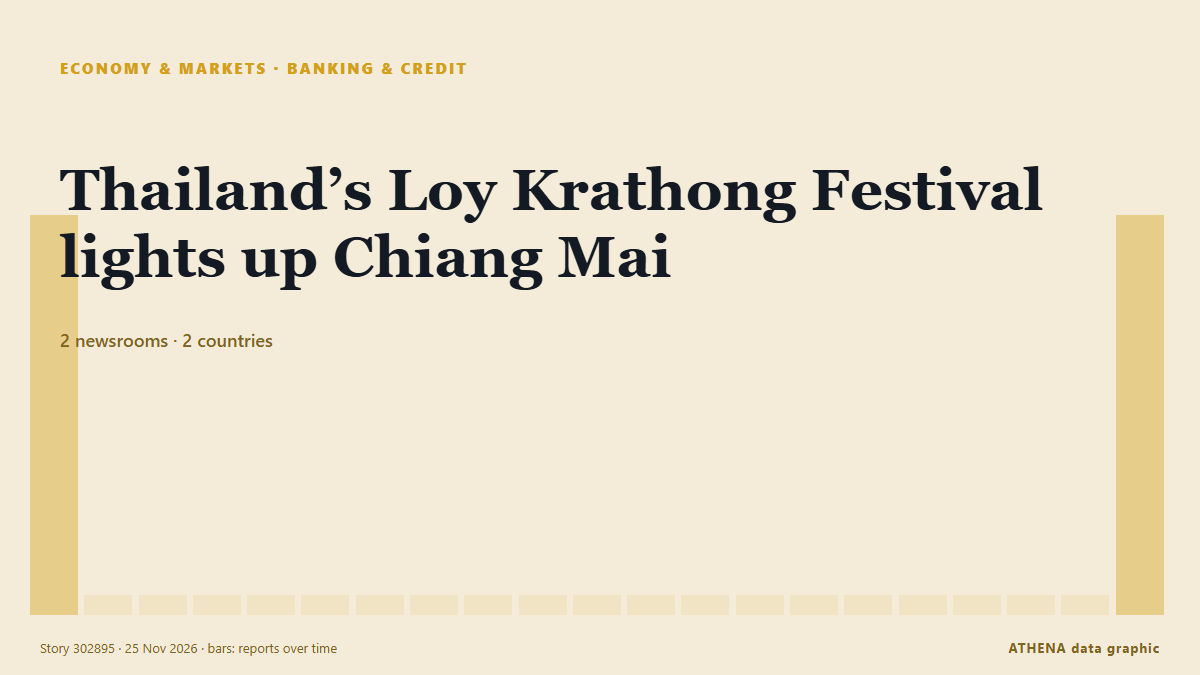 ECONOMY & MARKETS · BANKING & CREDIT
Thailand’s Loy Krathong Festival
lights up Chiang Mai
2 newsrooms · 2 countries
Story 302895 · 25 Nov 2026 · bars: reports over time
ATHENA data graphic